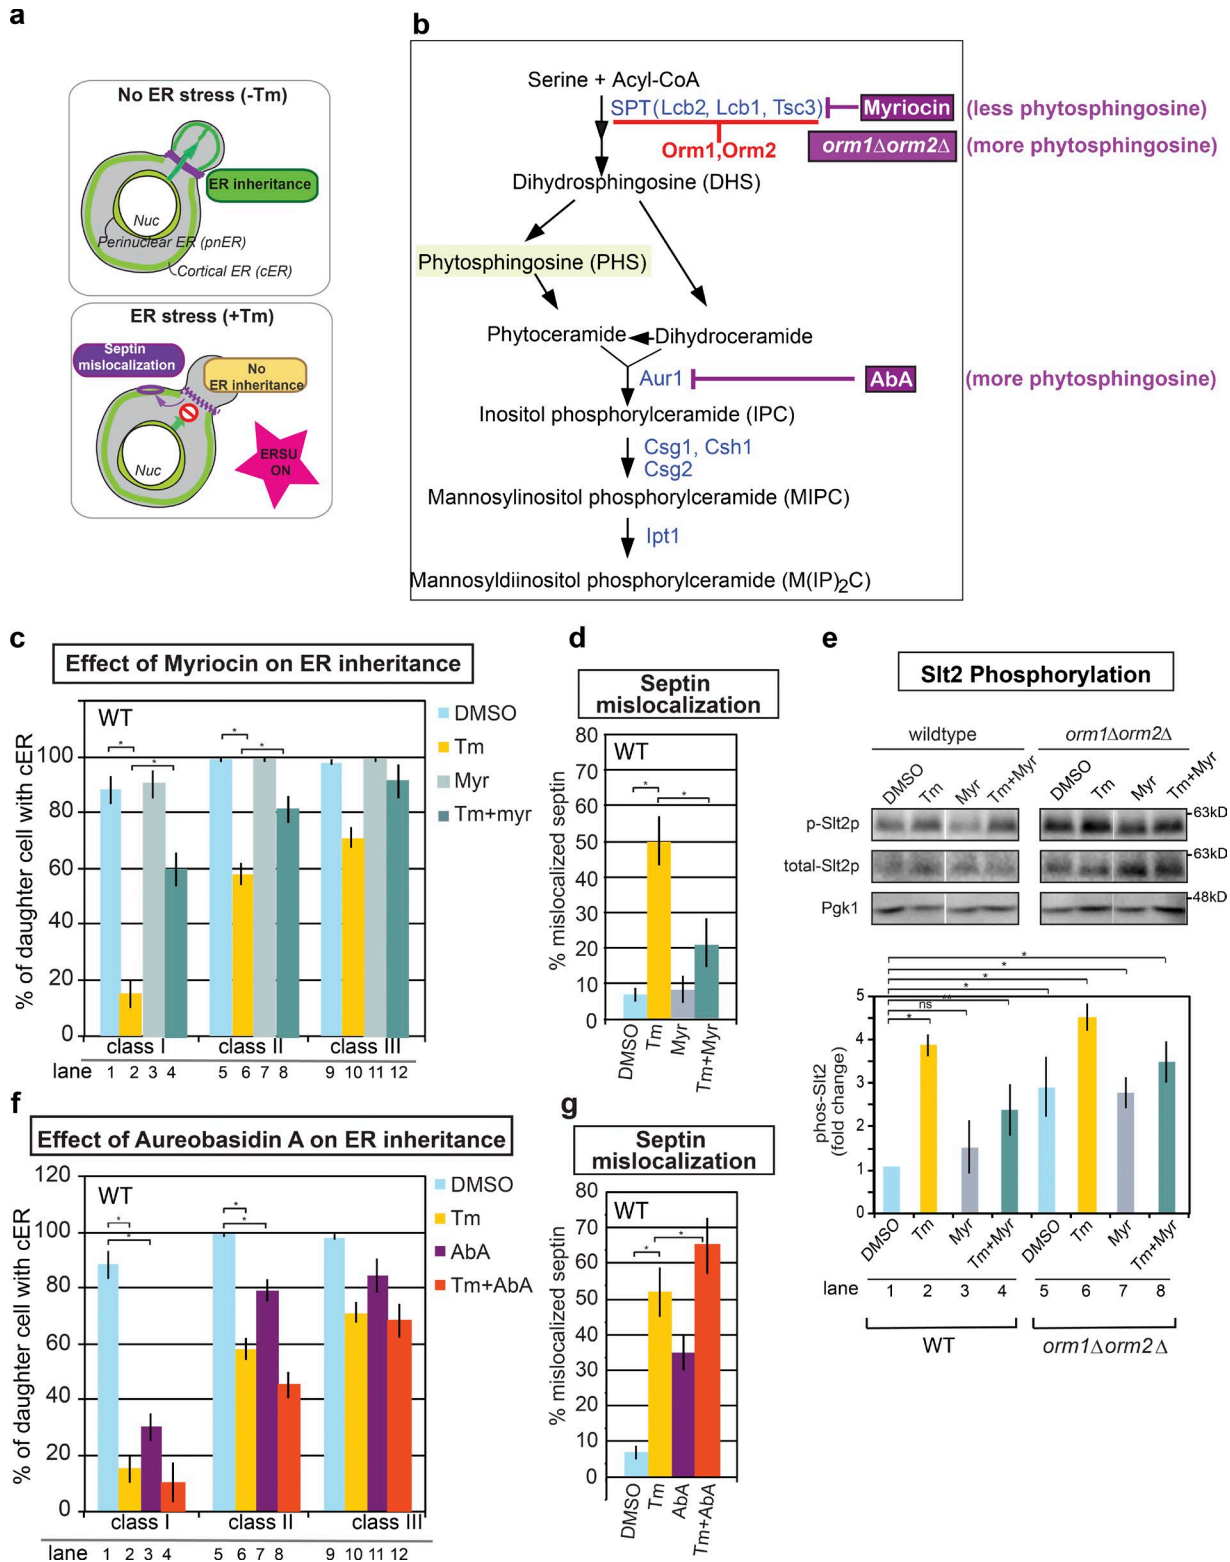 a
No ER stress (-Tm)
ER inheritance
Nuc
Perinuclear ER (pnER)
Cortical ER (cER)
ER stress (+Tm)
Septin
mislocalization
No
ER inheritance
Nuc
ERSU
ON
b
Serine + Acyl-CoA
SPT(Lcb2, Lcb1, Tsc3)
Myriocin
(less phytosphingosine)
Orm1,Orm2
orm1Δorm2Δ
(more phytosphingosine)
Dihydrosphingosine (DHS)
Phytosphingosine (PHS)
Phytoceramide
Dihydroceramide
Aur1
AbA
(more phytosphingosine)
Inositol phosphorylceramide (IPC)
Csg1, Csh1
Csg2
Mannosylinositol phosphorylceramide (MIPC)
Ipt1
Mannosyldiinositol phosphorylceramide (M(IP)2C)
c
Effect of Myriocin on ER inheritance
WT
DMSO
Tm
Myr
Tm+myr
% of daughter cell with cER
100
80
60
40
20
0
* * * *
class I class II class III
lane 1 2 3 4 5 6 7 8 9 10 11 12
d
Septin
mislocalization
WT
% mislocalized septin
80
70
60
50
40
30
20
10
0
* *
DMSO Tm Myr Tm+Myr
e
Slt2 Phosphorylation
wildtype orm1Δorm2Δ
DMSO Tm Myr Tm+Myr DMSO Tm Myr Tm+Myr
p-Slt2p
63kD
total-Slt2p
63kD
Pgk1
48kD
*
*
*
*
**
ns
*
phos-Slt2
(fold change)
5
4
3
2
1
0
DMSO Tm Myr Tm+Myr DMSO Tm Myr Tm+Myr
lane 1 2 3 4 5 6 7 8
WT orm1Δorm2Δ
f
Effect of Aureobasidin A on ER inheritance
WT
DMSO
Tm
AbA
Tm+AbA
% of daughter cell with cER
120
100
80
60
40
20
0
* * * *
class I class II class III
lane 1 2 3 4 5 6 7 8 9 10 11 12
g
Septin
mislocalization
WT
% mislocalized septin
80
70
60
50
40
30
20
10
0
* *
DMSO Tm AbA Tm+AbA